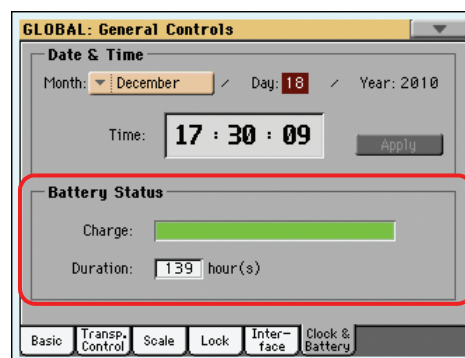 GLOBAL: General Controls
Date & Time
Month: December / Day: 18 / Year: 2010
Time: 17 : 30 : 09
Apply
Battery Status
Charge:
Duration: 139 hour(s)
Basic Transp. Control Scale Lock Inter- face Clock & Battery